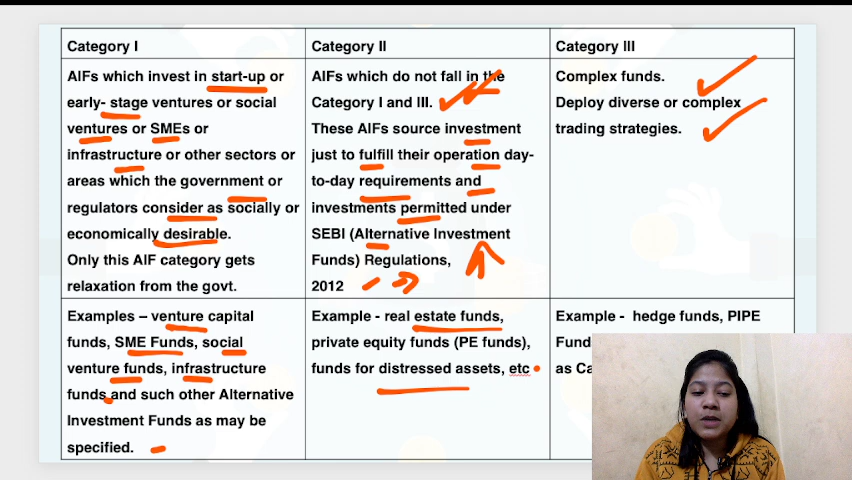 Category I
AIFs which invest in start-up or
early- stage ventures or social
ventures or SMEs or
infrastructure or other sectors or
areas which the government or
regulators consider as socially or
economically desirable.
Only this AIF category gets
relaxation from the govt.
Category II
AIFs which do not fall in the
Category I and III.
These AIFs source investment
just to fulfill their operation day-
to-day requirements and
investments permitted under
SEBI (Alternative Investment
Funds) Regulations,
2012
Category III
Complex funds.
Deploy diverse or complex
trading strategies.
Examples – venture capital
funds, SME Funds, social
venture funds, infrastructure
funds and such other Alternative
Investment Funds as may be
specified.
Example - real estate funds,
private equity funds (PE funds),
funds for distressed assets, etc
Example - hedge funds, PIPE
as